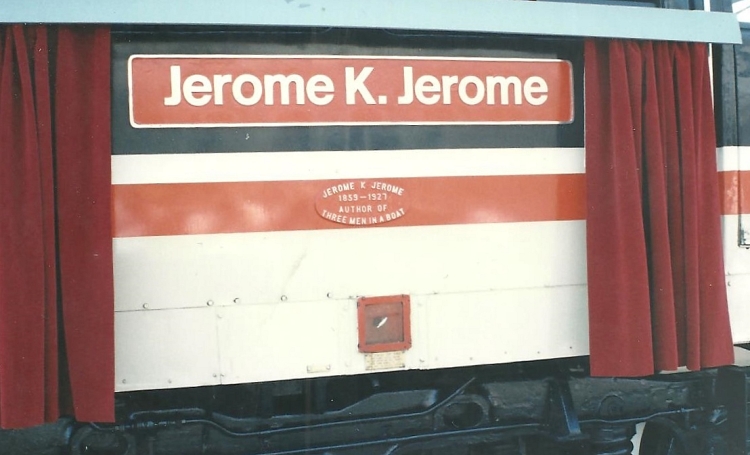 Jerome K. Jerome
JEROME K JEROME
1859-1927
AUTHOR OF
THREE MEN IN A BOAT